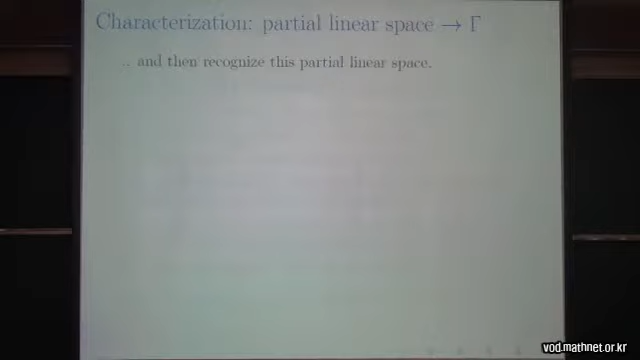 Characterization: partial linear space → Γ
.. and then recognize this partial linear space.
vod.mathnet.or.kr